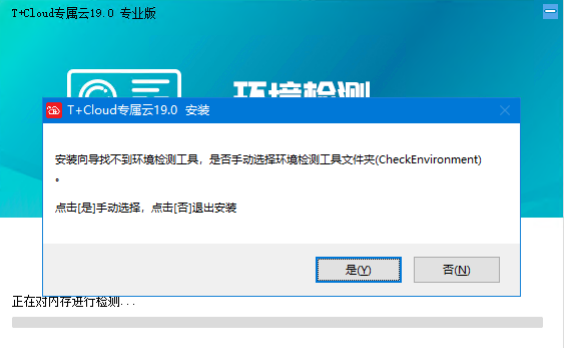 T+Cloud专属云19.0 专业版
环境检测
T+Cloud专属云19.0 安装
安装向导找不到环境检测工具，是否手动选择环境检测工具文件夹(CheckEnvironment)
。
点击[是]手动选择，点击[否]退出安装
是(Y)
否(N)
正在对内存进行检测...